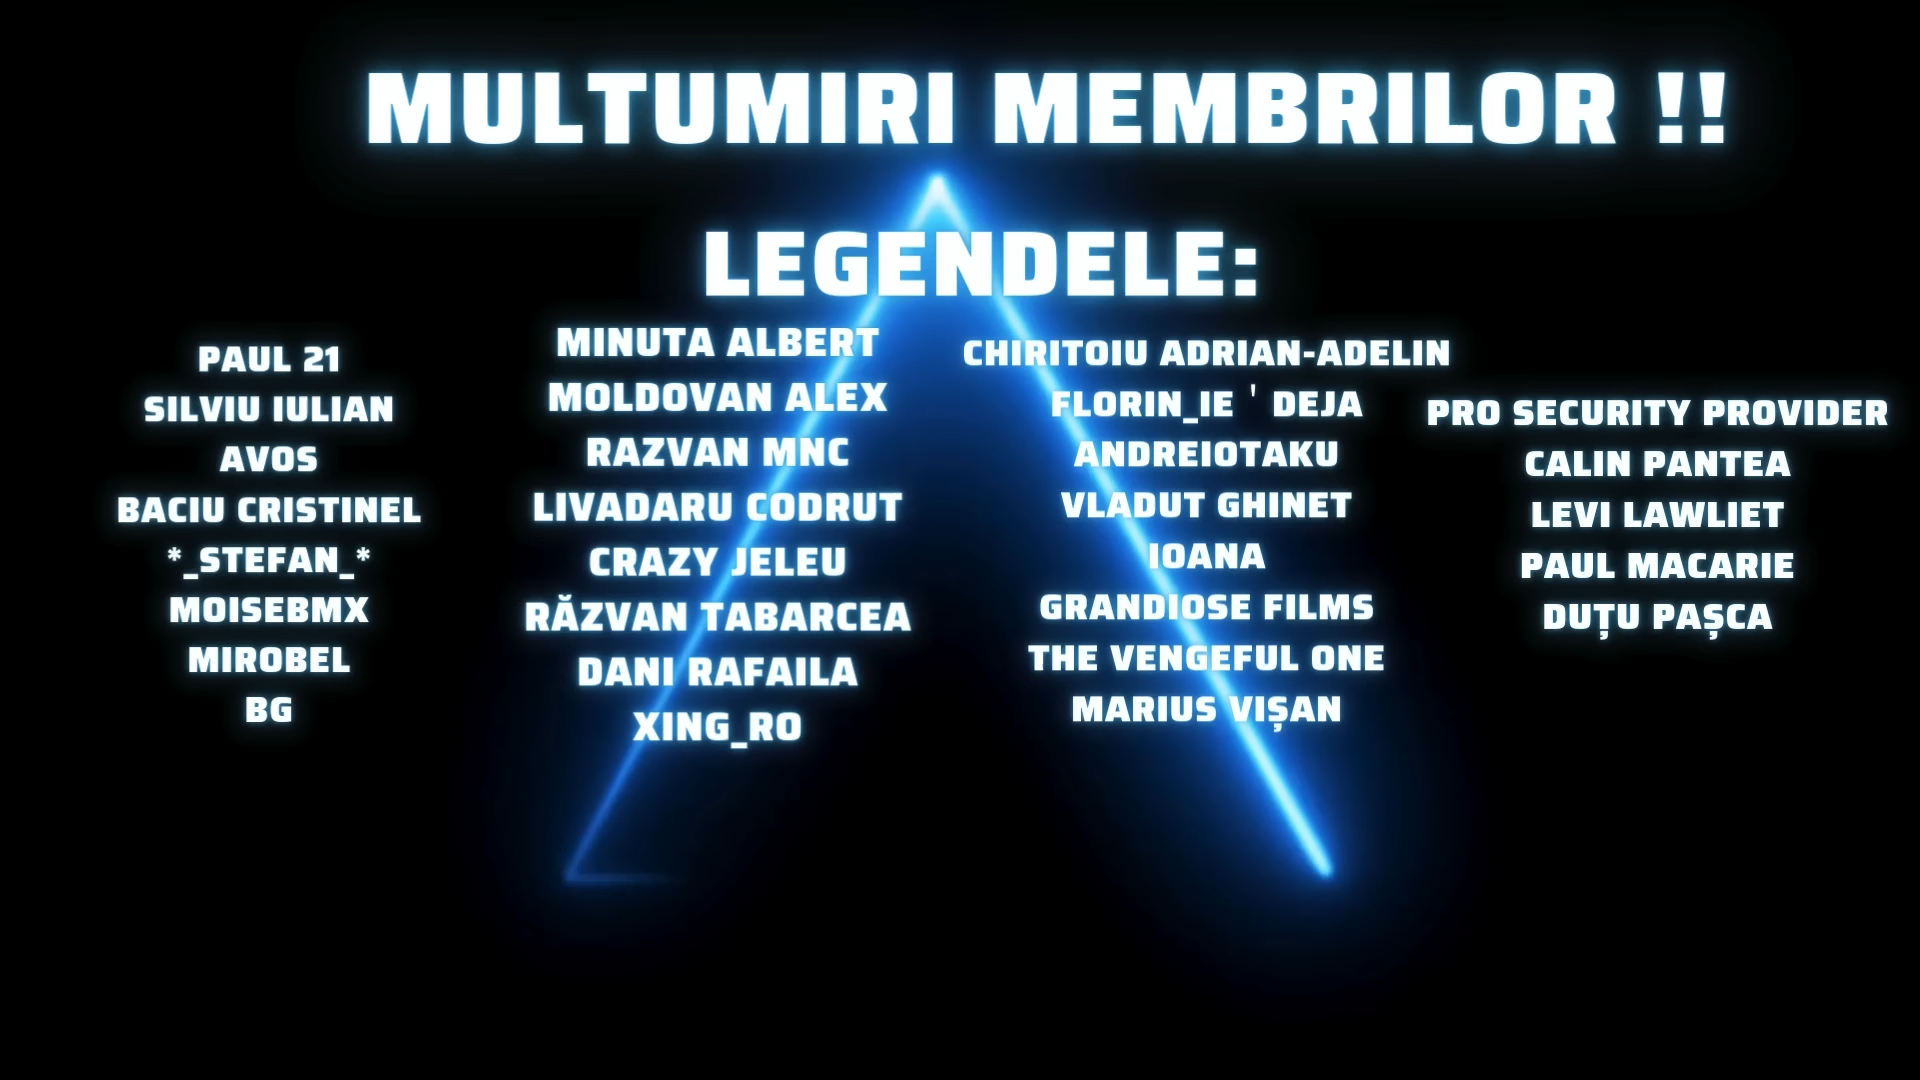 MULTUMIRI MEMBRILOR !!
LEGENDELE:
PAUL 21
SILVIU IULIAN
AVOS
BACIU CRISTINEL
*_STEFAN_*
MOISEBMX
MIROBEL
BG
MINUTA ALBERT
MOLDOVAN ALEX
RAZVAN MNC
LIVADARU CODRUT
CRAZY JELEU
RĂZVAN TABARCEA
DANI RAFAILA
XING_RO
CHIRITOIU ADRIAN-ADELIN
FLORIN_IE ' DEJA
ANDREIOTAKU
VLADUT GHINET
IOANA
GRANDIOSE FILMS
THE VENGEFUL ONE
MARIUS VIȘAN
PRO SECURITY PROVIDER
CALIN PANTEA
LEVI LAWLIET
PAUL MACARIE
DUȚU PAȘCA